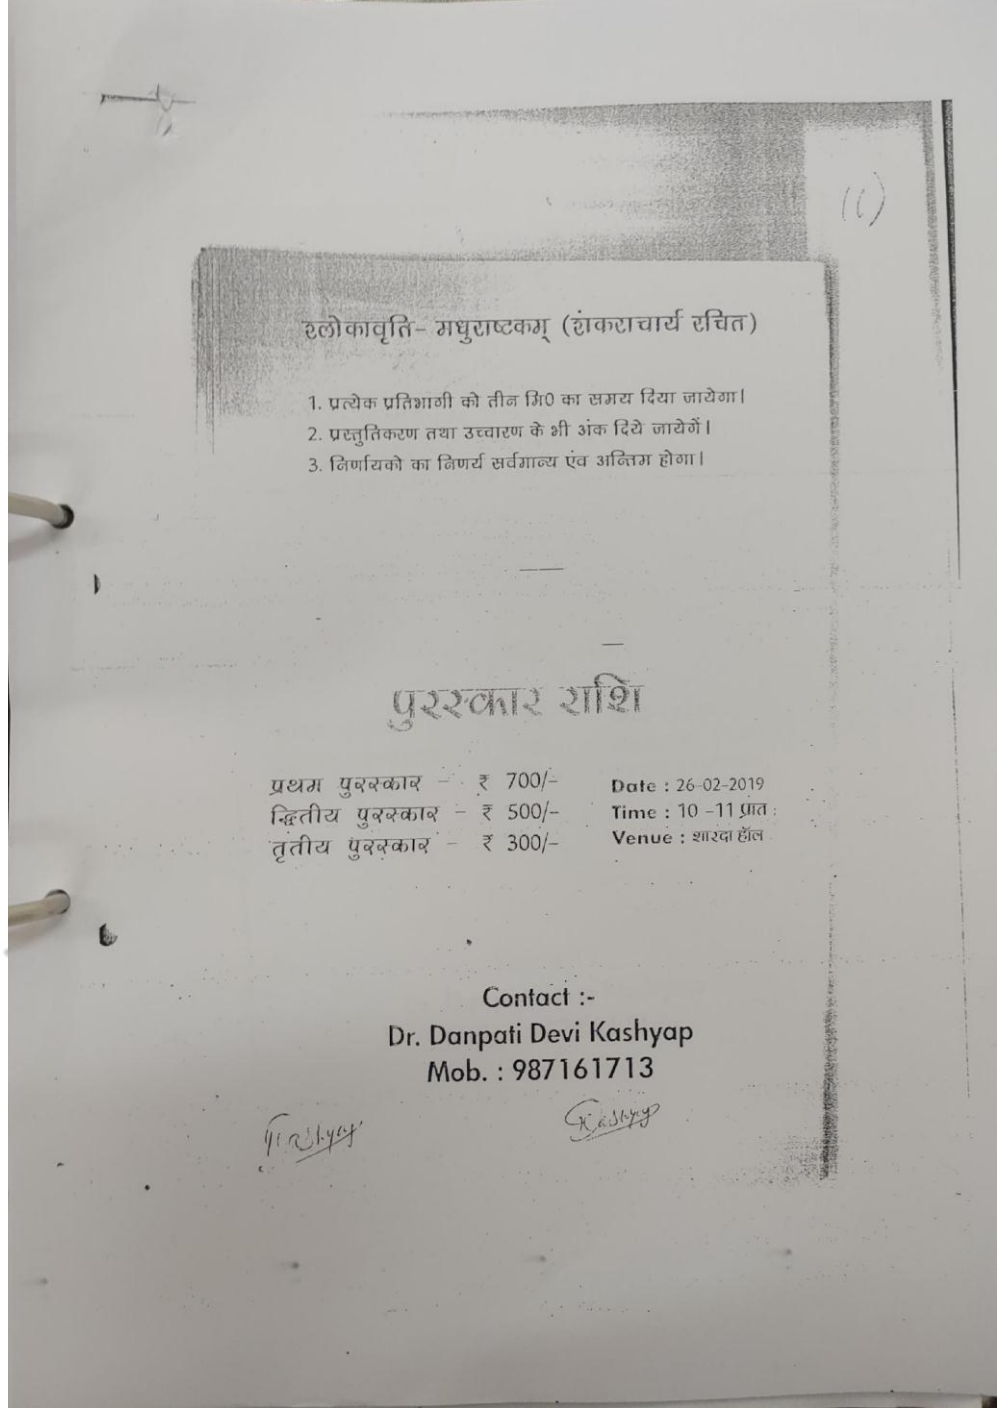 श्लोकावृति- मधुराष्टकम् (शंकराचार्य रचित)
1. प्रत्येक प्रतिभागी को तीन मि0 का समय दिया जायेगा।
2. प्रस्तुतिकरण तथा उच्चारण के भी अंक दिये जायेगें।
3. निर्णायको का निणर्य सर्वमान्य एंव अन्तिम होगा।
पुरस्कार राशि
प्रथम पुरस्कार - ₹ 700/-
द्वितीय पुरस्कार - ₹ 500/-
तृतीय पुरस्कार - ₹ 300/-
Date : 26-02-2019
Time : 10 -11 प्रात :
Venue : शारदा हॉल
Contact :-
Dr. Danpati Devi Kashyap
Mob. : 987161713
Kashyap